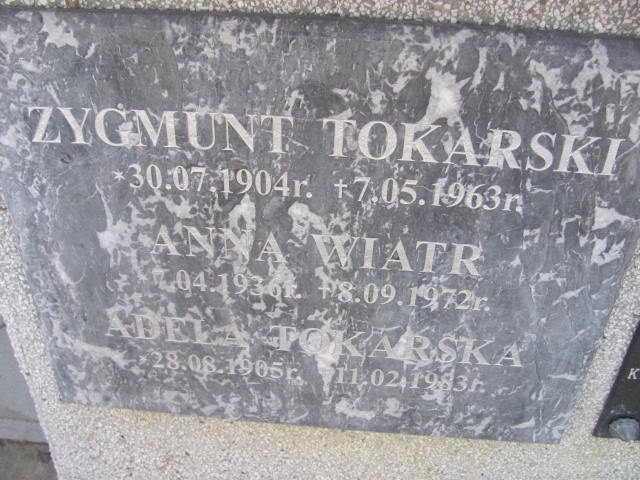 ZYGMUNT TOKARSKI
*30.07.1904r. +7.05.1963r.
ANNA WIATR
*7.04.1936r. +8.09.1972r.
ADELA TOKARSKA
*28.08.1905r. +11.02.1983r.
K